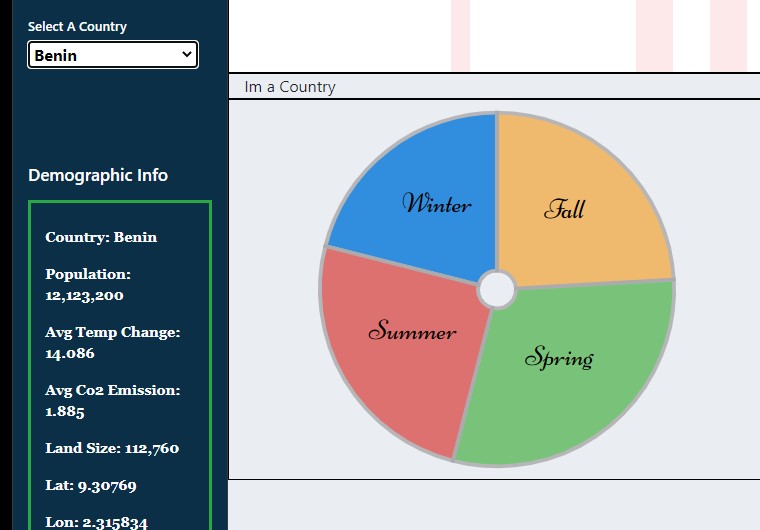 Select A Country
Benin
Im a Country
Demographic Info
Country: Benin
Population:
12,123,200
Avg Temp Change:
14.086
Avg Co2 Emission:
1.885
Land Size: 112,760
Lat: 9.30769
Lon: 2.315834
Winter
Fall
Summer
Spring